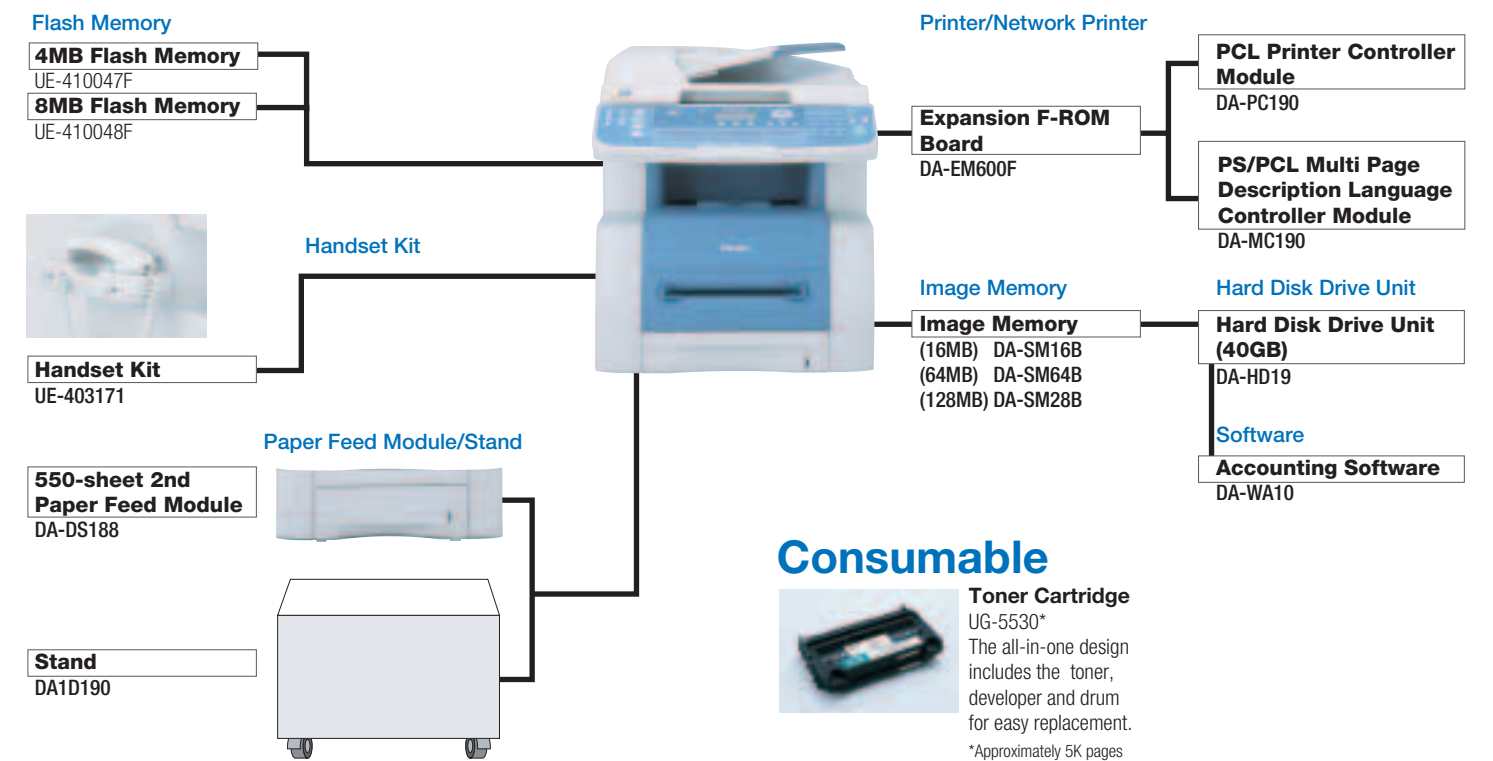 Flash Memory
4MB Flash Memory
UE-410047F
8MB Flash Memory
UE-410048F
Handset Kit
Handset Kit
UE-403171
Paper Feed Module/Stand
550-sheet 2nd
Paper Feed Module
DA-DS188
Stand
DA1D190
Printer/Network Printer
Expansion F-ROM
Board
DA-EM600F
PCL Printer Controller
Module
DA-PC190
PS/PCL Multi Page
Description Language
Controller Module
DA-MC190
Image Memory
Image Memory
(16MB) DA-SM16B
(64MB) DA-SM64B
(128MB) DA-SM28B
Hard Disk Drive Unit
Hard Disk Drive Unit
(40GB)
DA-HD19
Software
Accounting Software
DA-WA10
Consumable
Toner Cartridge
UG-5530*
The all-in-one design
includes the toner,
developer and drum
for easy replacement.
*Approximately 5K pages